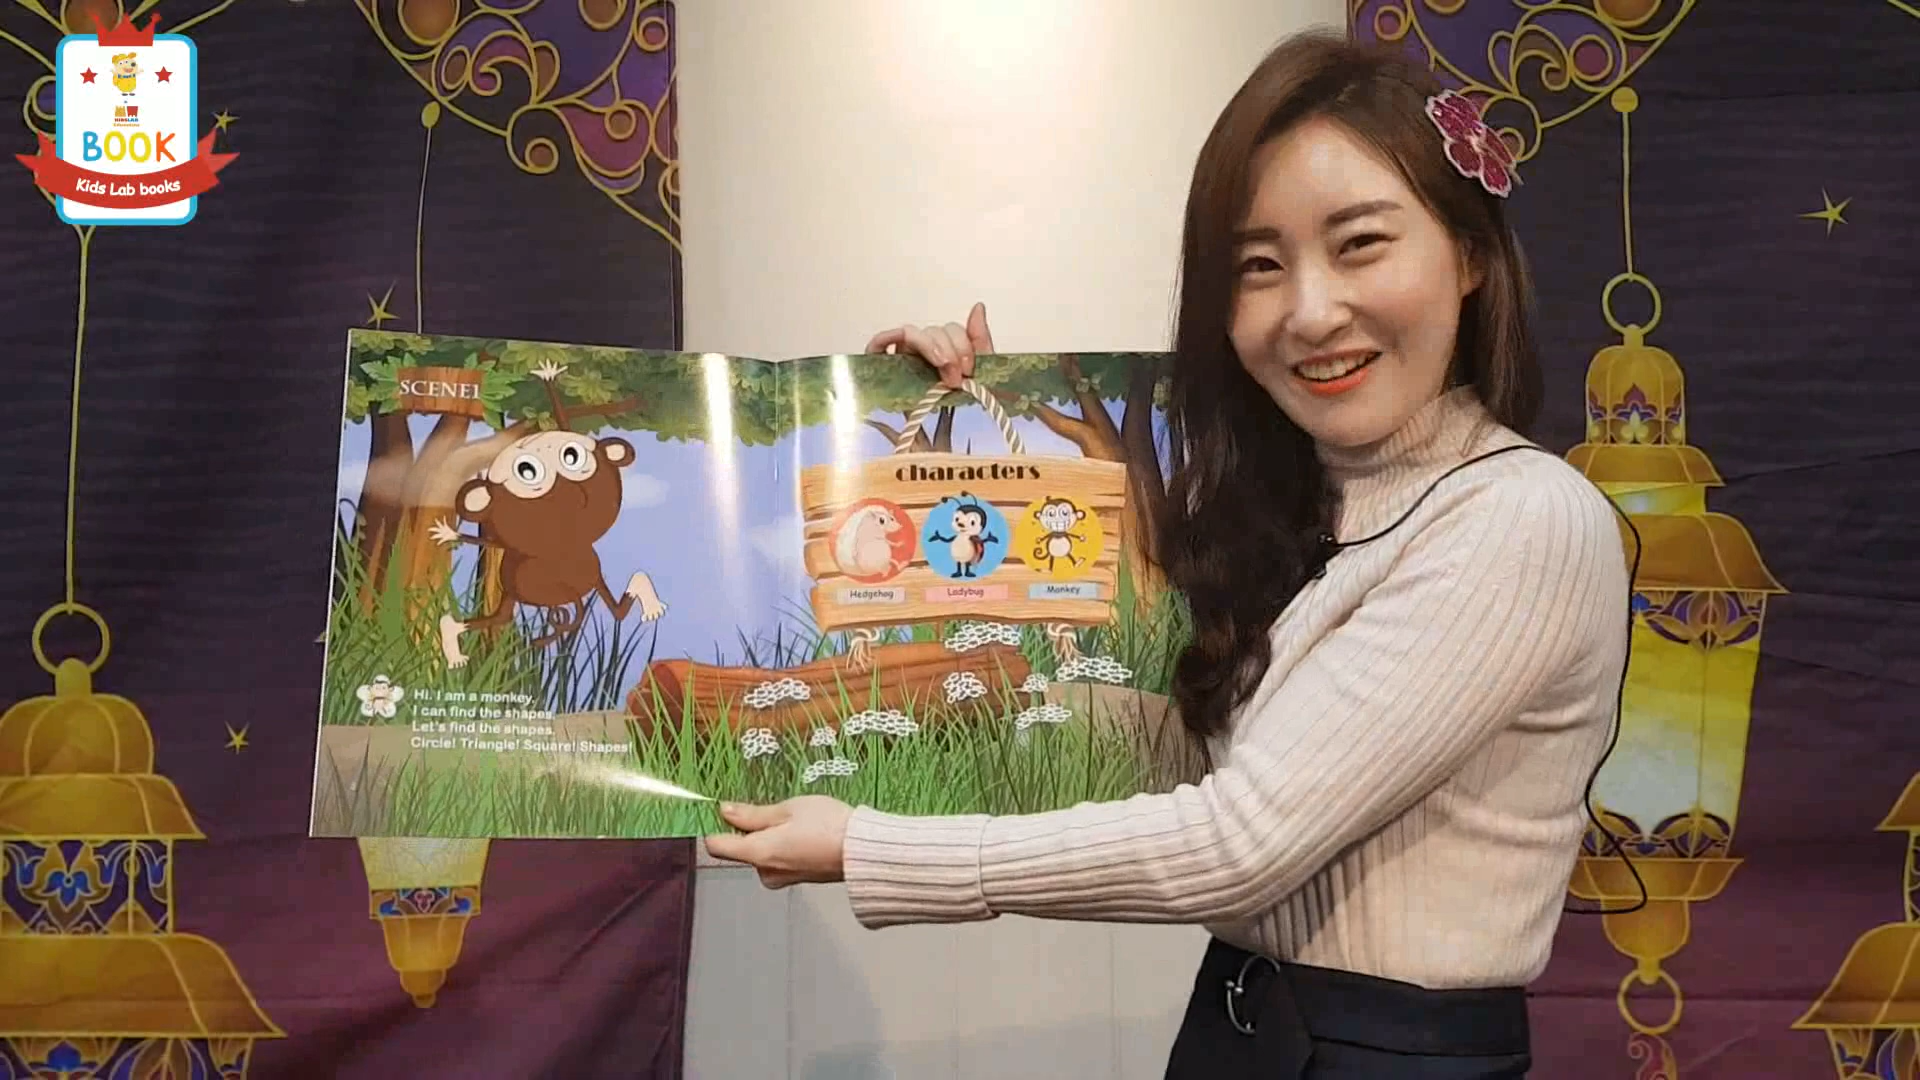 KIDSLAB
BOOK
Kids Lab books
SCENE1
characters
Hedgehog
Ladybug
Monkey
Hi. I am a monkey.
I can find the shapes.
Let's find the shapes.
Circle! Triangle! Square! Shapes!